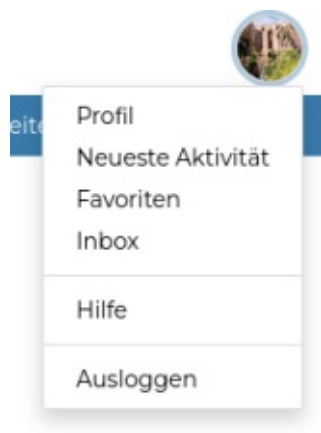 Profil
Neueste Aktivität
Favoriten
Inbox
Hilfe
Ausloggen